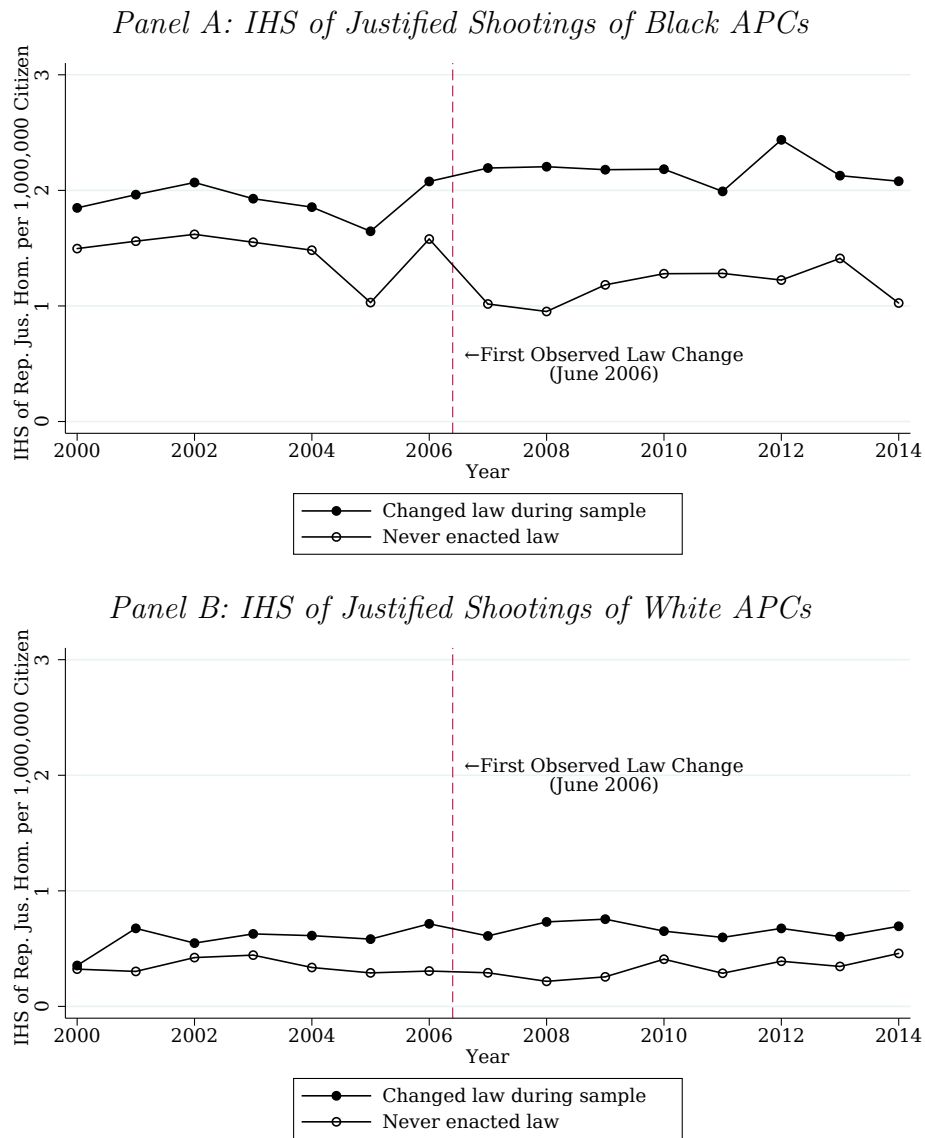 Panel A: IHS of Justified Shootings of Black APCs
IHS of Rep. Jus. Hom. per 1,000,000 Citizen
3
2
1
0
←First Observed Law Change
(June 2006)
2000 2002 2004 2006 2008 2010 2012 2014
Year
Changed law during sample
Never enacted law
Panel B: IHS of Justified Shootings of White APCs
IHS of Rep. Jus. Hom. per 1,000,000 Citizen
3
2
1
0
←First Observed Law Change
(June 2006)
2000 2002 2004 2006 2008 2010 2012 2014
Year
Changed law during sample
Never enacted law